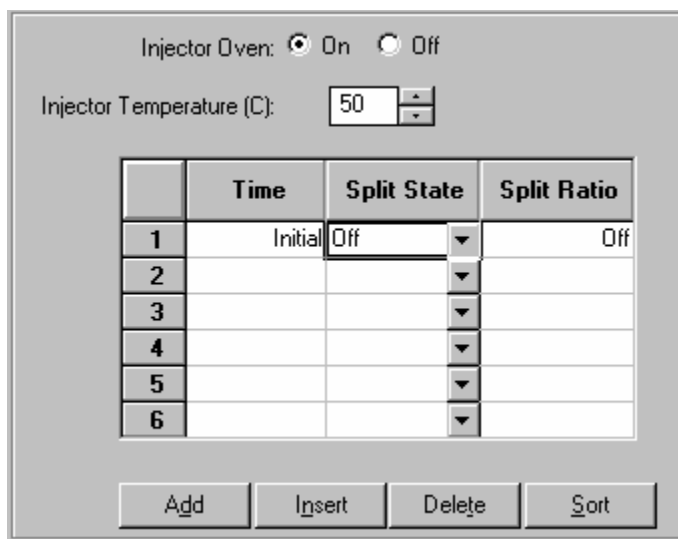 Injector Oven: On Off
Injector Temperature (C): 50
Time Split State Split Ratio
1 Initial Off Off
2
3
4
5
6
Add Insert Delete Sort